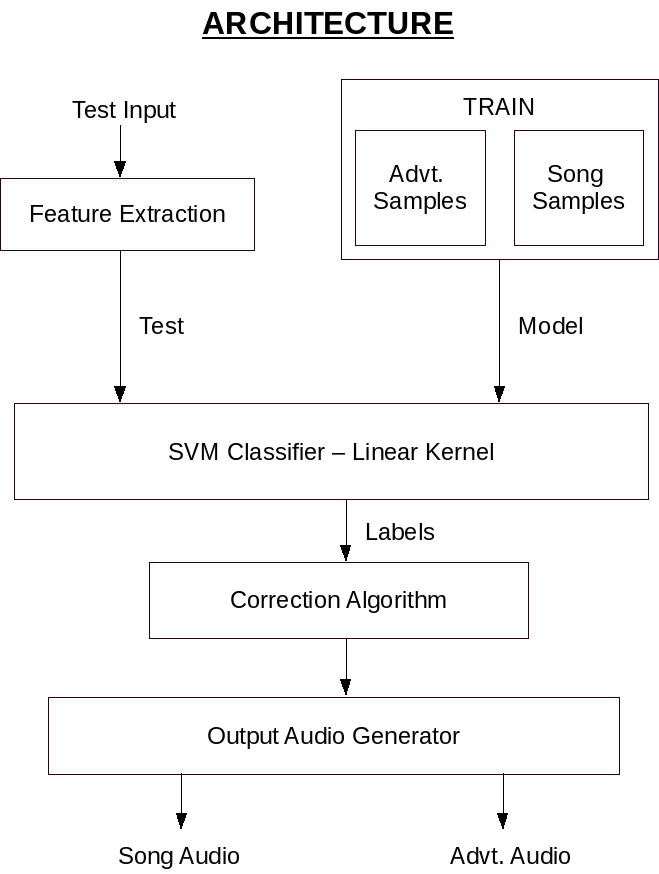 ARCHITECTURE
Test Input
TRAIN
Advt.
Samples
Song
Samples
Feature Extraction
Test
Model
SVM Classifier – Linear Kernel
Labels
Correction Algorithm
Output Audio Generator
Song Audio
Advt. Audio